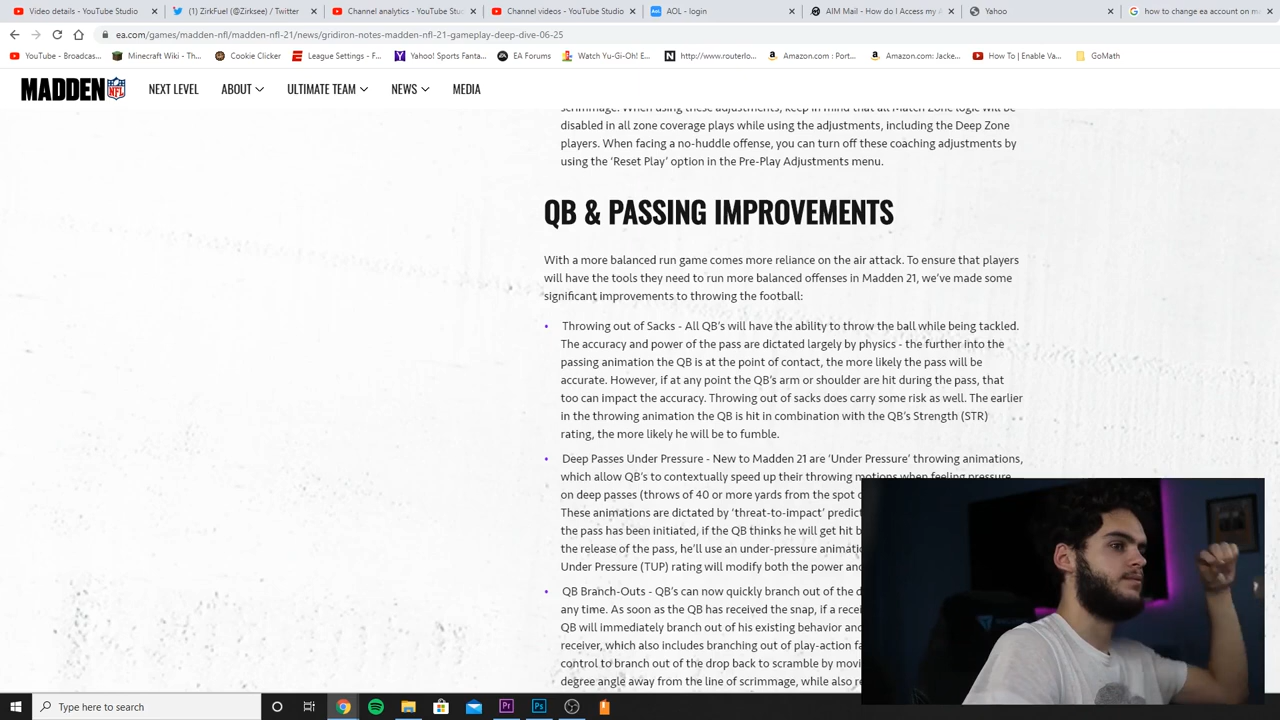 Video details - YouTube Studio
(1) ZirkFuel (@Zirksee) / Twitter
Channel analytics - YouTube Studio
Channel videos - YouTube Studio
AOL - login
AIM Mail - How do I Access my
Yahoo
how to change ea account on m
ea.com/games/madden-nfl/madden-nfl-21/news/gridiron-notes-madden-nfl-21-gameplay-deep-dive-06-25
YouTube - Broadcas...
Minecraft Wiki - Th...
Cookie Clicker
League Settings - F...
Yahoo! Sports Fanta...
EA Forums
Watch Yu-Gi-Oh! E...
http://www.routerlo...
Amazon.com : Port...
Amazon.com: Jacke...
How To | Enable Va...
GoMath
MADDEN NFL
NEXT LEVEL
ABOUT
ULTIMATE TEAM
NEWS
MEDIA
scrimmage. When using these adjustments, keep in mind that all Match Zone logic will be
disabled in all zone coverage plays while using the adjustments, including the Deep Zone
players. When facing a no-huddle offense, you can turn off these coaching adjustments by
using the ‘Reset Play’ option in the Pre-Play Adjustments menu.
QB & PASSING IMPROVEMENTS
With a more balanced run game comes more reliance on the air attack. To ensure that players
will have the tools they need to run more balanced offenses in Madden 21, we’ve made some
significant improvements to throwing the football:
• Throwing out of Sacks - All QB’s will have the ability to throw the ball while being tackled.
The accuracy and power of the pass are dictated largely by physics - the further into the
passing animation the QB is at the point of contact, the more likely the pass will be
accurate. However, if at any point the QB’s arm or shoulder are hit during the pass, that
too can impact the accuracy. Throwing out of sacks does carry some risk as well. The earlier
in the throwing animation the QB is hit in combination with the QB’s Strength (STR)
rating, the more likely he will be to fumble.
• Deep Passes Under Pressure - New to Madden 21 are ‘Under Pressure’ throwing animations,
which allow QB’s to contextually speed up their throwing motions when feeling pressure
on deep passes (throws of 40 or more yards from the spot
These animations are dictated by ‘threat-to-impact’ predict
the pass has been initiated, if the QB thinks he will get hit
the release of the pass, he’ll use an under-pressure animati
Under Pressure (TUP) rating will modify both the power and
• QB Branch-Outs - QB’s can now quickly branch out of the
any time. As soon as the QB has received the snap, if a recei
QB will immediately branch out of his existing behavior and
receiver, which also includes branching out of play-action fa
control to branch out of the drop back to scramble by movi
degree angle away from the line of scrimmage, while also re
Type here to search
Pr
Ps